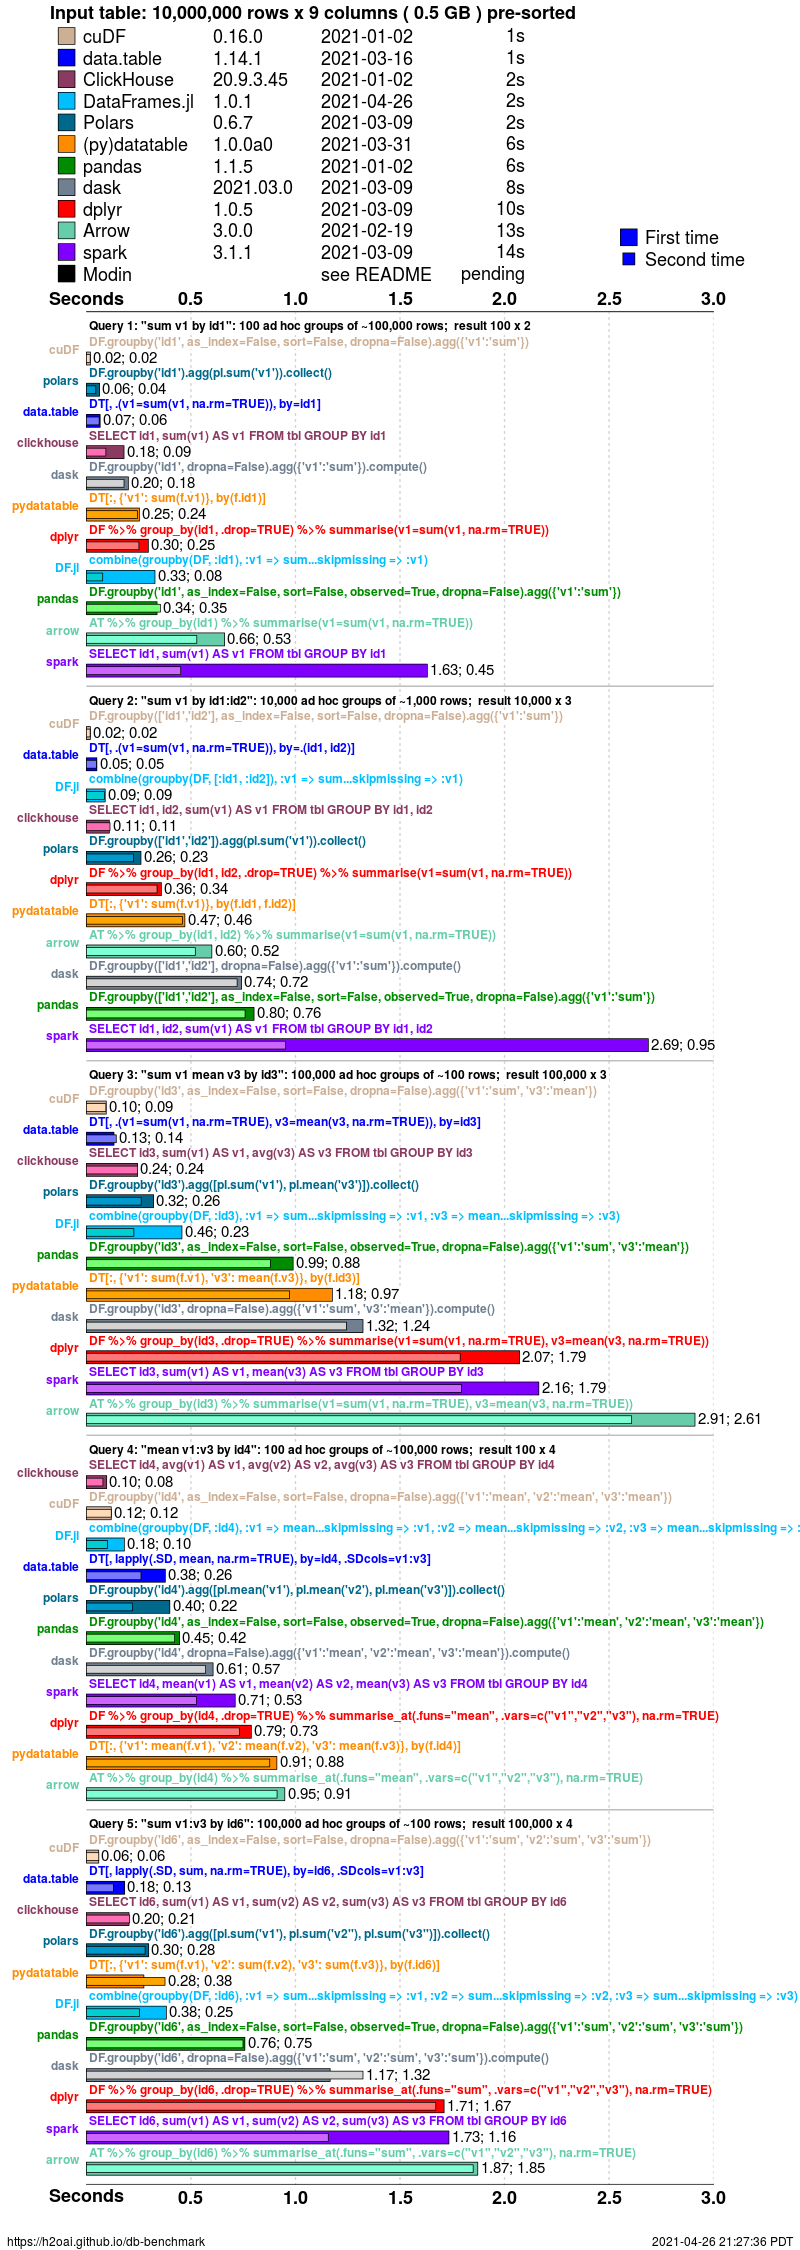 Input table: 10,000,000 rows x 9 columns ( 0.5 GB ) pre-sorted
cuDF 0.16.0 2021-01-02 1s
data.table 1.14.1 2021-03-16 1s
ClickHouse 20.9.3.45 2021-01-02 2s
DataFrames.jl 1.0.1 2021-04-26 2s
Polars 0.6.7 2021-03-09 2s
(py)datatable 1.0.0a0 2021-03-31 6s
pandas 1.1.5 2021-01-02 6s
dask 2021.03.0 2021-03-09 8s
dplyr 1.0.5 2021-03-09 10s
Arrow 3.0.0 2021-02-19 13s
spark 3.1.1 2021-03-09 14s
Modin see README pending
First time
Second time
Seconds 0.5 1.0 1.5 2.0 2.5 3.0
Query 1: "sum v1 by id1": 100 ad hoc groups of ~100,000 rows;  result 100 x 2
DF.groupby('id1', as_index=False, sort=False, dropna=False).agg({'v1':'sum'})
cuDF 0.02; 0.02
DF.groupby('id1').agg(pl.sum('v1')).collect()
polars 0.06; 0.04
DT[, .(v1=sum(v1, na.rm=TRUE)), by=id1]
data.table 0.07; 0.06
SELECT id1, sum(v1) AS v1 FROM tbl GROUP BY id1
clickhouse 0.18; 0.09
DF.groupby('id1', dropna=False).agg({'v1':'sum'}).compute()
dask 0.20; 0.18
DT[:, {'v1': sum(f.v1)}, by(f.id1)]
pydatatable 0.25; 0.24
DF %>% group_by(id1, .drop=TRUE) %>% summarise(v1=sum(v1, na.rm=TRUE))
dplyr 0.30; 0.25
combine(groupby(DF, :id1), :v1 => sum...skipmissing => :v1)
DF.jl 0.33; 0.08
DF.groupby('id1', as_index=False, sort=False, observed=True, dropna=False).agg({'v1':'sum'})
pandas 0.34; 0.35
AT %>% group_by(id1) %>% summarise(v1=sum(v1, na.rm=TRUE))
arrow 0.66; 0.53
SELECT id1, sum(v1) AS v1 FROM tbl GROUP BY id1
spark 1.63; 0.45
Query 2: "sum v1 by id1:id2": 10,000 ad hoc groups of ~1,000 rows;  result 10,000 x 3
DF.groupby(['id1','id2'], as_index=False, sort=False, dropna=False).agg({'v1':'sum'})
cuDF 0.02; 0.02
DT[, .(v1=sum(v1, na.rm=TRUE)), by=.(id1, id2)]
data.table 0.05; 0.05
combine(groupby(DF, [:id1, :id2]), :v1 => sum...skipmissing => :v1)
DF.jl 0.09; 0.09
SELECT id1, id2, sum(v1) AS v1 FROM tbl GROUP BY id1, id2
clickhouse 0.11; 0.11
DF.groupby(['id1','id2']).agg(pl.sum('v1')).collect()
polars 0.26; 0.23
DF %>% group_by(id1, id2, .drop=TRUE) %>% summarise(v1=sum(v1, na.rm=TRUE))
dplyr 0.36; 0.34
DT[:, {'v1': sum(f.v1)}, by(f.id1, f.id2)]
pydatatable 0.47; 0.46
AT %>% group_by(id1, id2) %>% summarise(v1=sum(v1, na.rm=TRUE))
arrow 0.60; 0.52
DF.groupby(['id1','id2'], dropna=False).agg({'v1':'sum'}).compute()
dask 0.74; 0.72
DF.groupby(['id1','id2'], as_index=False, sort=False, observed=True, dropna=False).agg({'v1':'sum'})
pandas 0.80; 0.76
SELECT id1, id2, sum(v1) AS v1 FROM tbl GROUP BY id1, id2
spark 2.69; 0.95
Query 3: "sum v1 mean v3 by id3": 100,000 ad hoc groups of ~100 rows;  result 100,000 x 3
DF.groupby('id3', as_index=False, sort=False, dropna=False).agg({'v1':'sum', 'v3':'mean'})
cuDF 0.10; 0.09
DT[, .(v1=sum(v1, na.rm=TRUE), v3=mean(v3, na.rm=TRUE)), by=id3]
data.table 0.13; 0.14
SELECT id3, sum(v1) AS v1, avg(v3) AS v3 FROM tbl GROUP BY id3
clickhouse 0.24; 0.24
DF.groupby('id3').agg([pl.sum('v1'), pl.mean('v3')]).collect()
polars 0.32; 0.26
combine(groupby(DF, :id3), :v1 => sum...skipmissing => :v1, :v3 => mean...skipmissing => :v3)
DF.jl 0.46; 0.23
DF.groupby('id3', as_index=False, sort=False, observed=True, dropna=False).agg({'v1':'sum', 'v3':'mean'})
pandas 0.99; 0.88
DT[:, {'v1': sum(f.v1), 'v3': mean(f.v3)}, by(f.id3)]
pydatatable 1.18; 0.97
DF.groupby('id3', dropna=False).agg({'v1':'sum', 'v3':'mean'}).compute()
dask 1.32; 1.24
DF %>% group_by(id3, .drop=TRUE) %>% summarise(v1=sum(v1, na.rm=TRUE), v3=mean(v3, na.rm=TRUE))
dplyr 2.07; 1.79
SELECT id3, sum(v1) AS v1, mean(v3) AS v3 FROM tbl GROUP BY id3
spark 2.16; 1.79
AT %>% group_by(id3) %>% summarise(v1=sum(v1, na.rm=TRUE), v3=mean(v3, na.rm=TRUE))
arrow 2.91; 2.61
Query 4: "mean v1:v3 by id4": 100 ad hoc groups of ~100,000 rows;  result 100 x 4
SELECT id4, avg(v1) AS v1, avg(v2) AS v2, avg(v3) AS v3 FROM tbl GROUP BY id4
clickhouse 0.10; 0.08
DF.groupby('id4', as_index=False, sort=False, dropna=False).agg({'v1':'mean', 'v2':'mean', 'v3':'mean'})
cuDF 0.12; 0.12
combine(groupby(DF, :id4), :v1 => mean...skipmissing => :v1, :v2 => mean...skipmissing => :v2, :v3 => mean...skipmissing => :
DF.jl 0.18; 0.10
DT[, lapply(.SD, mean, na.rm=TRUE), by=id4, .SDcols=v1:v3]
data.table 0.38; 0.26
DF.groupby('id4').agg([pl.mean('v1'), pl.mean('v2'), pl.mean('v3')]).collect()
polars 0.40; 0.22
DF.groupby('id4', as_index=False, sort=False, observed=True, dropna=False).agg({'v1':'mean', 'v2':'mean', 'v3':'mean'})
pandas 0.45; 0.42
DF.groupby('id4', dropna=False).agg({'v1':'mean', 'v2':'mean', 'v3':'mean'}).compute()
dask 0.61; 0.57
SELECT id4, mean(v1) AS v1, mean(v2) AS v2, mean(v3) AS v3 FROM tbl GROUP BY id4
spark 0.71; 0.53
DF %>% group_by(id4, .drop=TRUE) %>% summarise_at(.funs="mean", .vars=c("v1","v2","v3"), na.rm=TRUE)
dplyr 0.79; 0.73
DT[:, {'v1': mean(f.v1), 'v2': mean(f.v2), 'v3': mean(f.v3)}, by(f.id4)]
pydatatable 0.91; 0.88
AT %>% group_by(id4) %>% summarise_at(.funs="mean", .vars=c("v1","v2","v3"), na.rm=TRUE)
arrow 0.95; 0.91
Query 5: "sum v1:v3 by id6": 100,000 ad hoc groups of ~100 rows;  result 100,000 x 4
DF.groupby('id6', as_index=False, sort=False, dropna=False).agg({'v1':'sum', 'v2':'sum', 'v3':'sum'})
cuDF 0.06; 0.06
DT[, lapply(.SD, sum, na.rm=TRUE), by=id6, .SDcols=v1:v3]
data.table 0.18; 0.13
SELECT id6, sum(v1) AS v1, sum(v2) AS v2, sum(v3) AS v3 FROM tbl GROUP BY id6
clickhouse 0.20; 0.21
DF.groupby('id6').agg([pl.sum('v1'), pl.sum('v2''), pl.sum('v3'')]).collect()
polars 0.30; 0.28
DT[:, {'v1': sum(f.v1), 'v2': sum(f.v2), 'v3': sum(f.v3)}, by(f.id6)]
pydatatable 0.28; 0.38
combine(groupby(DF, :id6), :v1 => sum...skipmissing => :v1, :v2 => sum...skipmissing => :v2, :v3 => sum...skipmissing => :v3)
DF.jl 0.38; 0.25
DF.groupby('id6', as_index=False, sort=False, observed=True, dropna=False).agg({'v1':'sum', 'v2':'sum', 'v3':'sum'})
pandas 0.76; 0.75
DF.groupby('id6', dropna=False).agg({'v1':'sum', 'v2':'sum', 'v3':'sum'}).compute()
dask 1.17; 1.32
DF %>% group_by(id6, .drop=TRUE) %>% summarise_at(.funs="sum", .vars=c("v1","v2","v3"), na.rm=TRUE)
dplyr 1.71; 1.67
SELECT id6, sum(v1) AS v1, sum(v2) AS v2, sum(v3) AS v3 FROM tbl GROUP BY id6
spark 1.73; 1.16
AT %>% group_by(id6) %>% summarise_at(.funs="sum", .vars=c("v1","v2","v3"), na.rm=TRUE)
arrow 1.87; 1.85
Seconds 0.5 1.0 1.5 2.0 2.5 3.0
https://h2oai.github.io/db-benchmark 2021-04-26 21:27:36 PDT